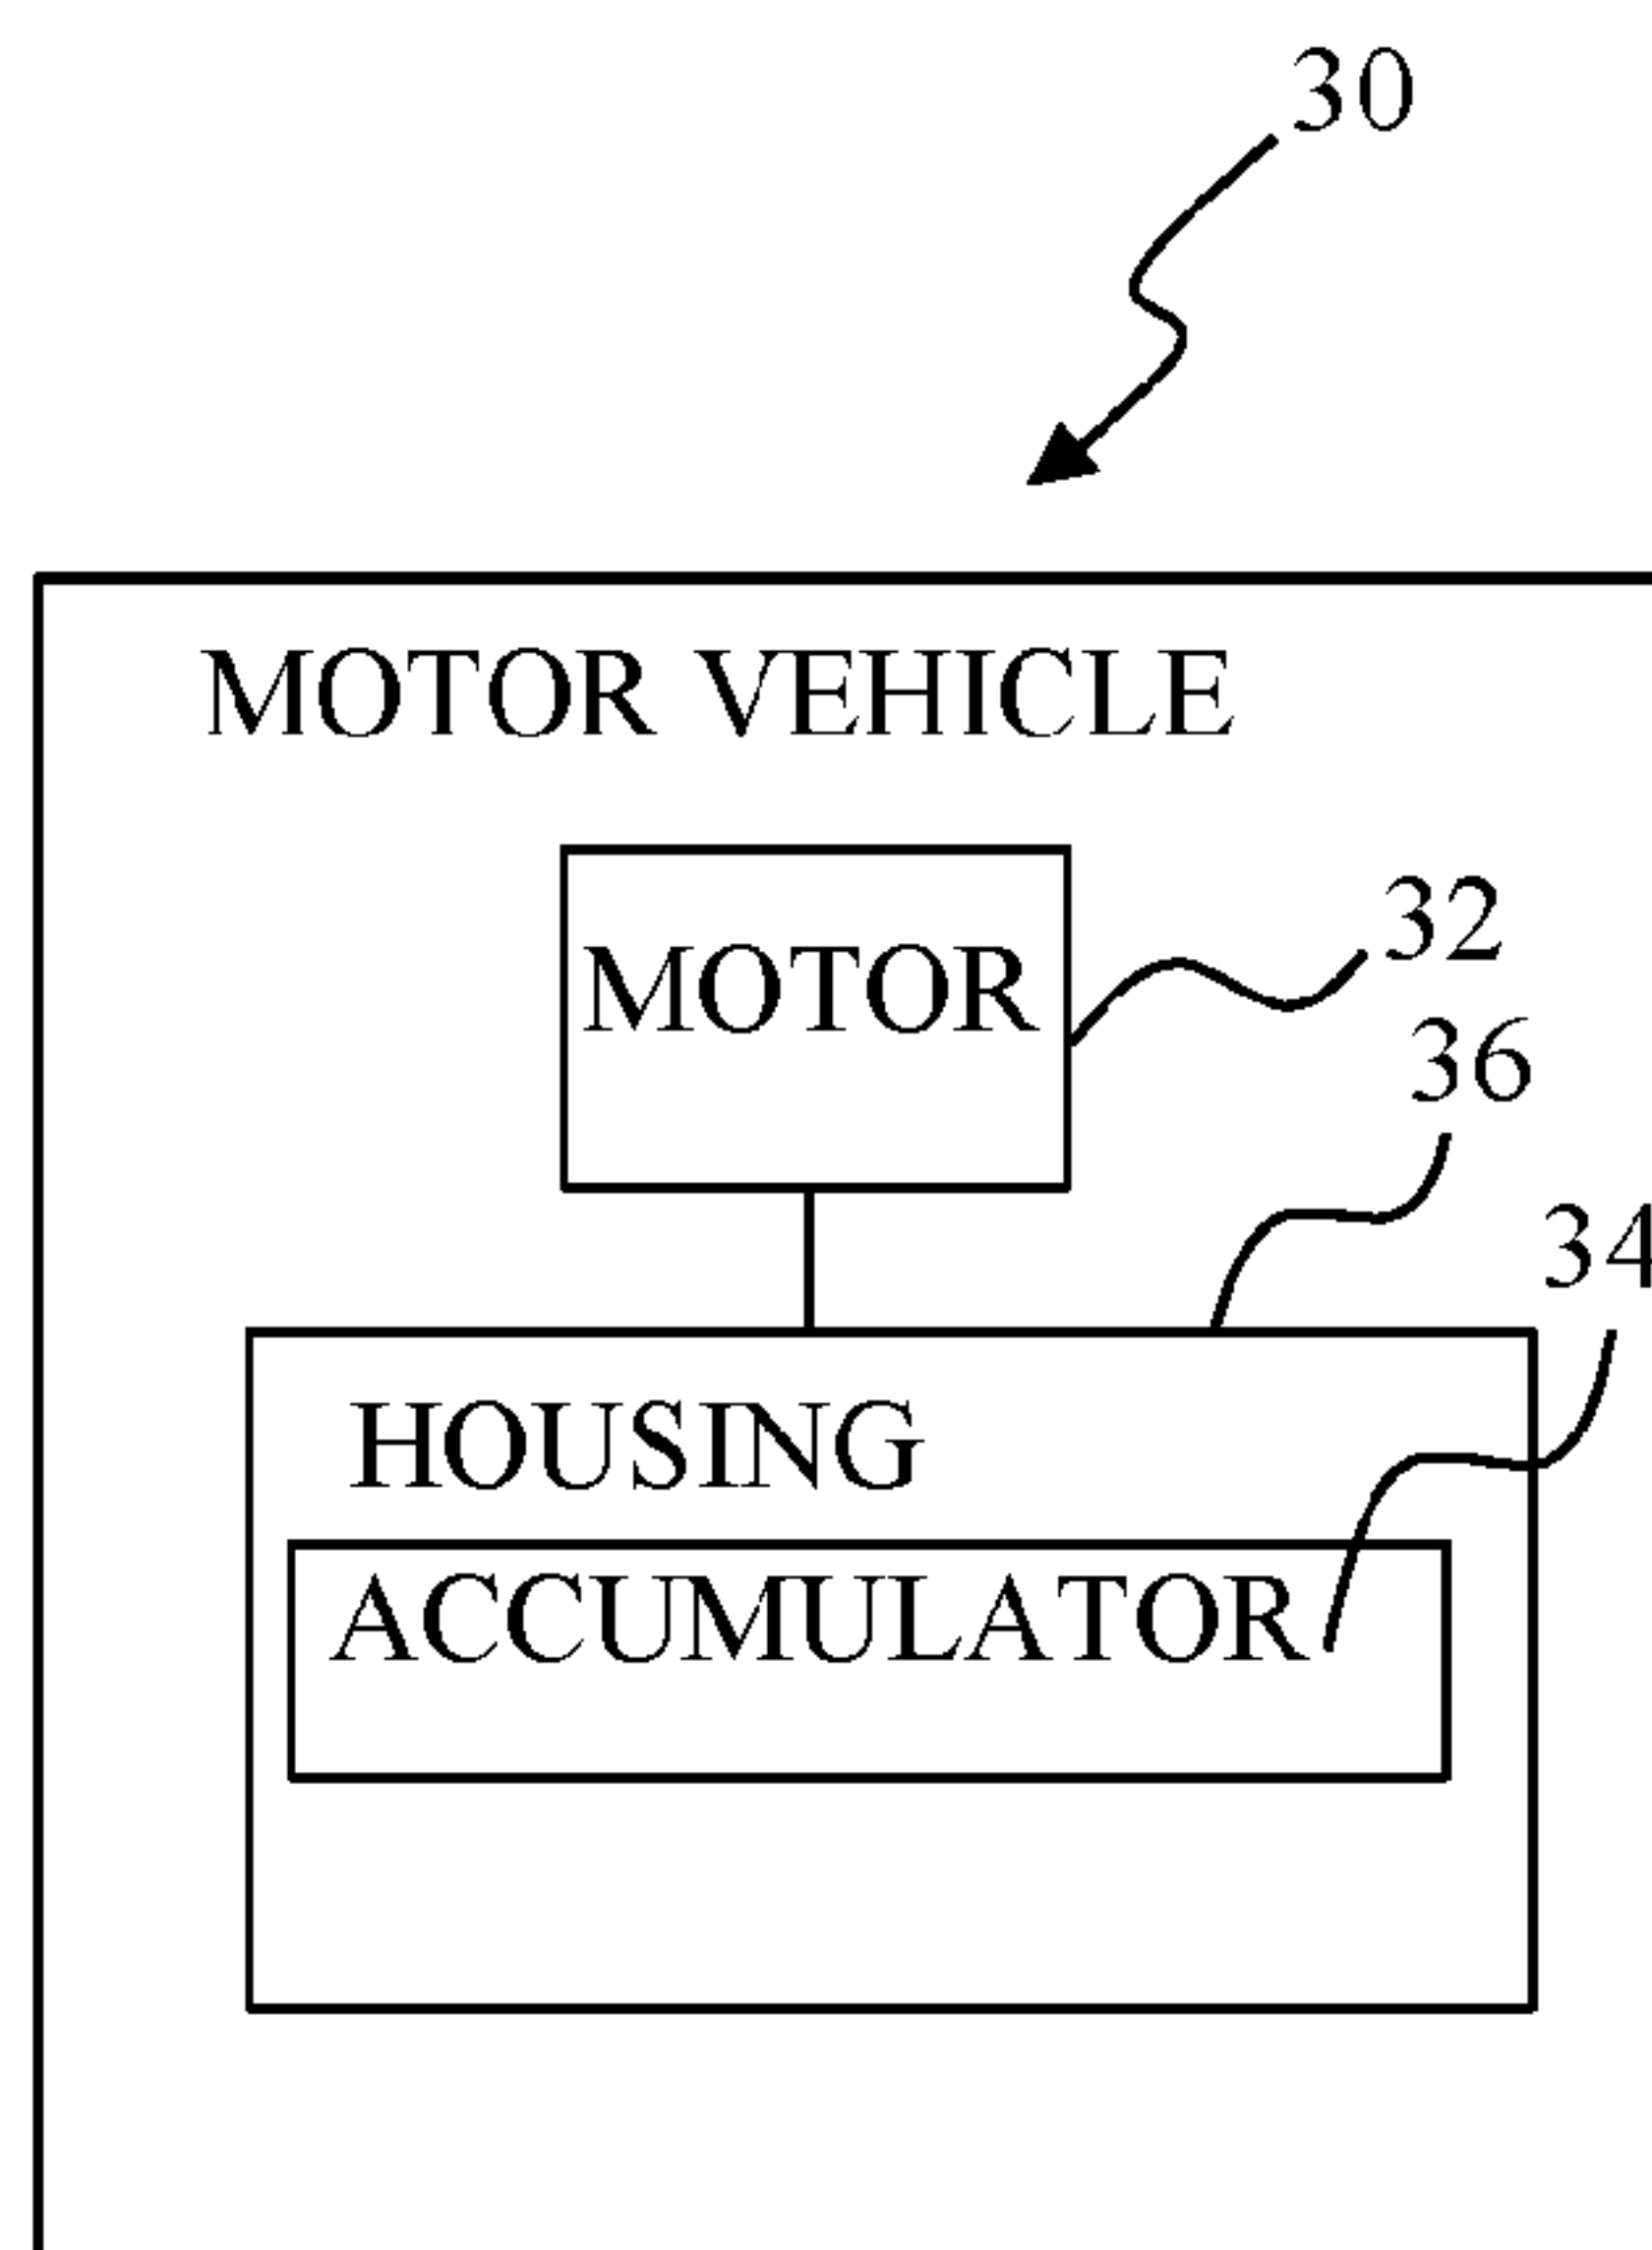 30
MOTOR VEHICLE
MOTOR
32
36
34
HOUSING
ACCUMULATOR